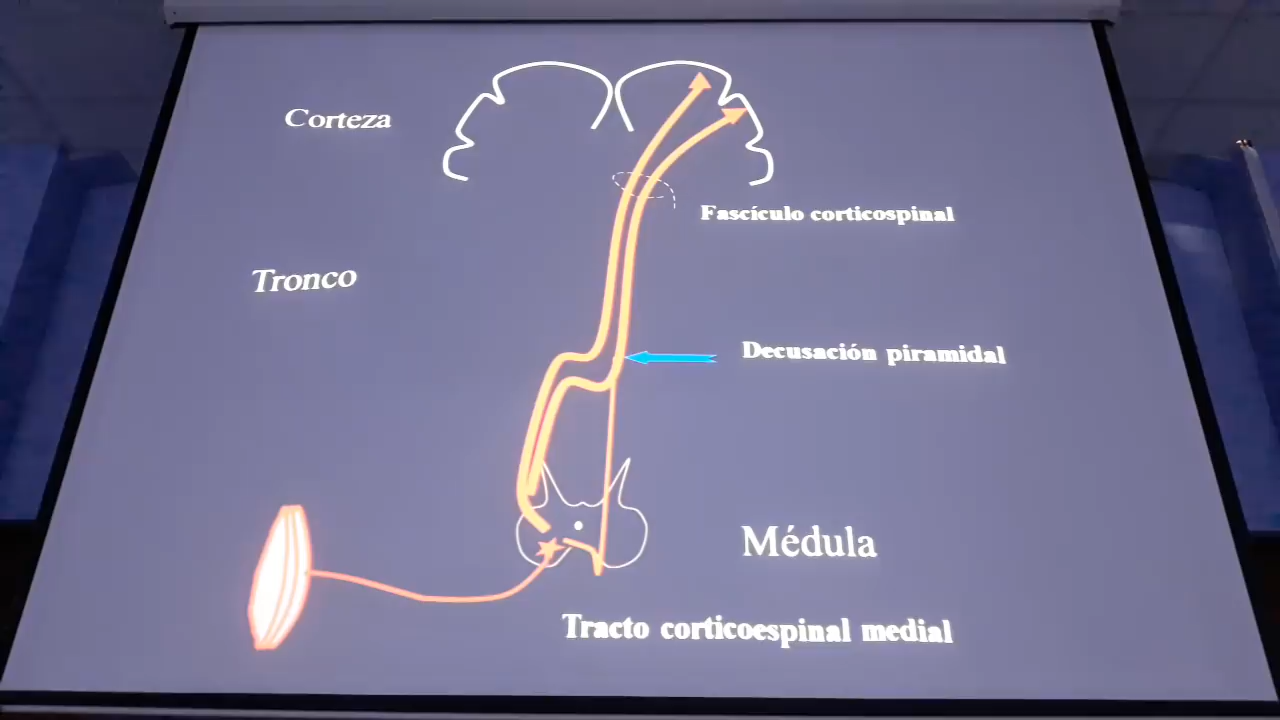 Corteza
Fascículo corticospinal
Tronco
Decusación piramidal
Médula
Tracto corticoespinal medial